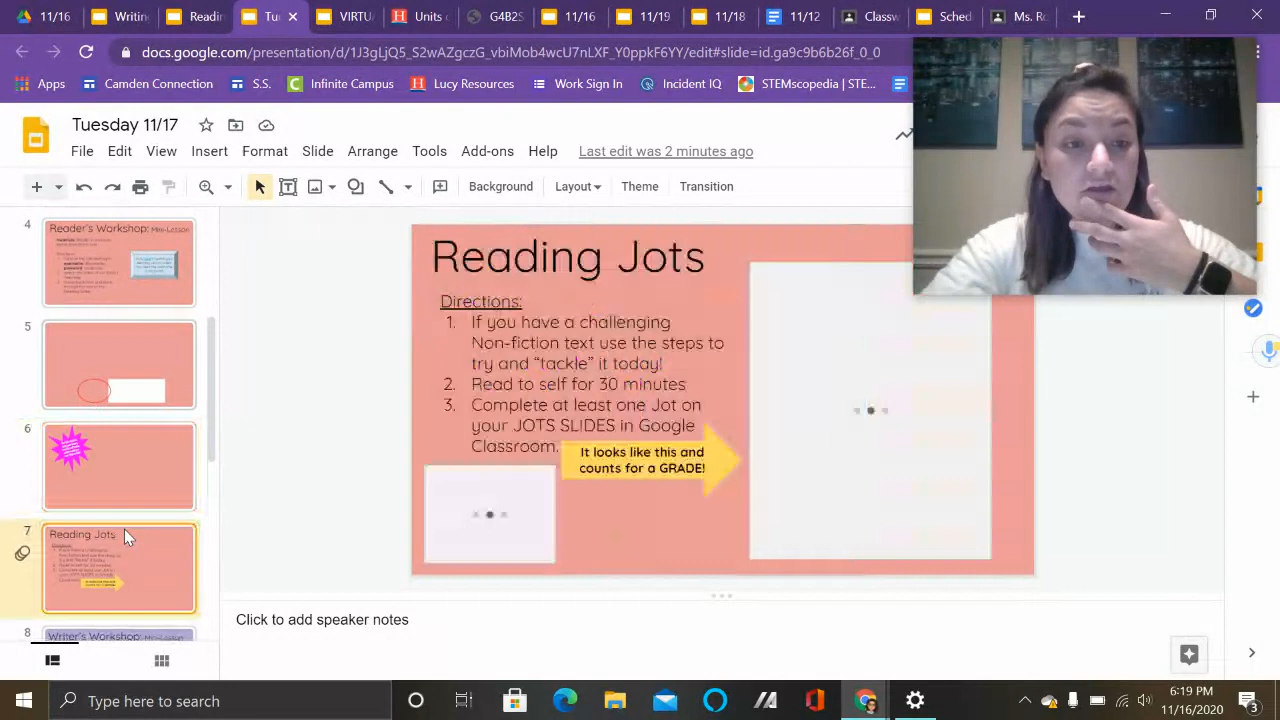 11/16
Writing
Readin
Tue
VIRTU
Units o
G4B2S
11/16
11/17
11/18
11/12
Classw
Sched
Ms. Ro
docs.google.com/presentation/d/1J3gLjQ5_S2wAZgczG_vbiMob4wcU7nLXF_Y0ppkF6YY/edit#slide=id.ga9c9b6b26f_0_0
Apps
Camden Connection
S.S.
Infinite Campus
Lucy Resources
Work Sign In
Incident IQ
STEMscopedia | STE...
Tuesday 11/17
File Edit View Insert Format Slide Arrange Tools Add-ons Help Last edit was 2 minutes ago
Background Layout Theme Transition
4
Reader's Workshop: Mini-Lesson
5
6
7
Reading Jots
8
Writer's Workshop: Mini-Lesson
Reading Jots
Directions:
1. If you have a challenging
Non-fiction text use the steps to
try and "tackle" it today!
2. Read to self for 30 minutes
3. Complete at least one Jot on
your JOTS SLIDES in Google
Classroom.
It looks like this and
counts for a GRADE!
Click to add speaker notes
Type here to search
6:19 PM
11/16/2020
3